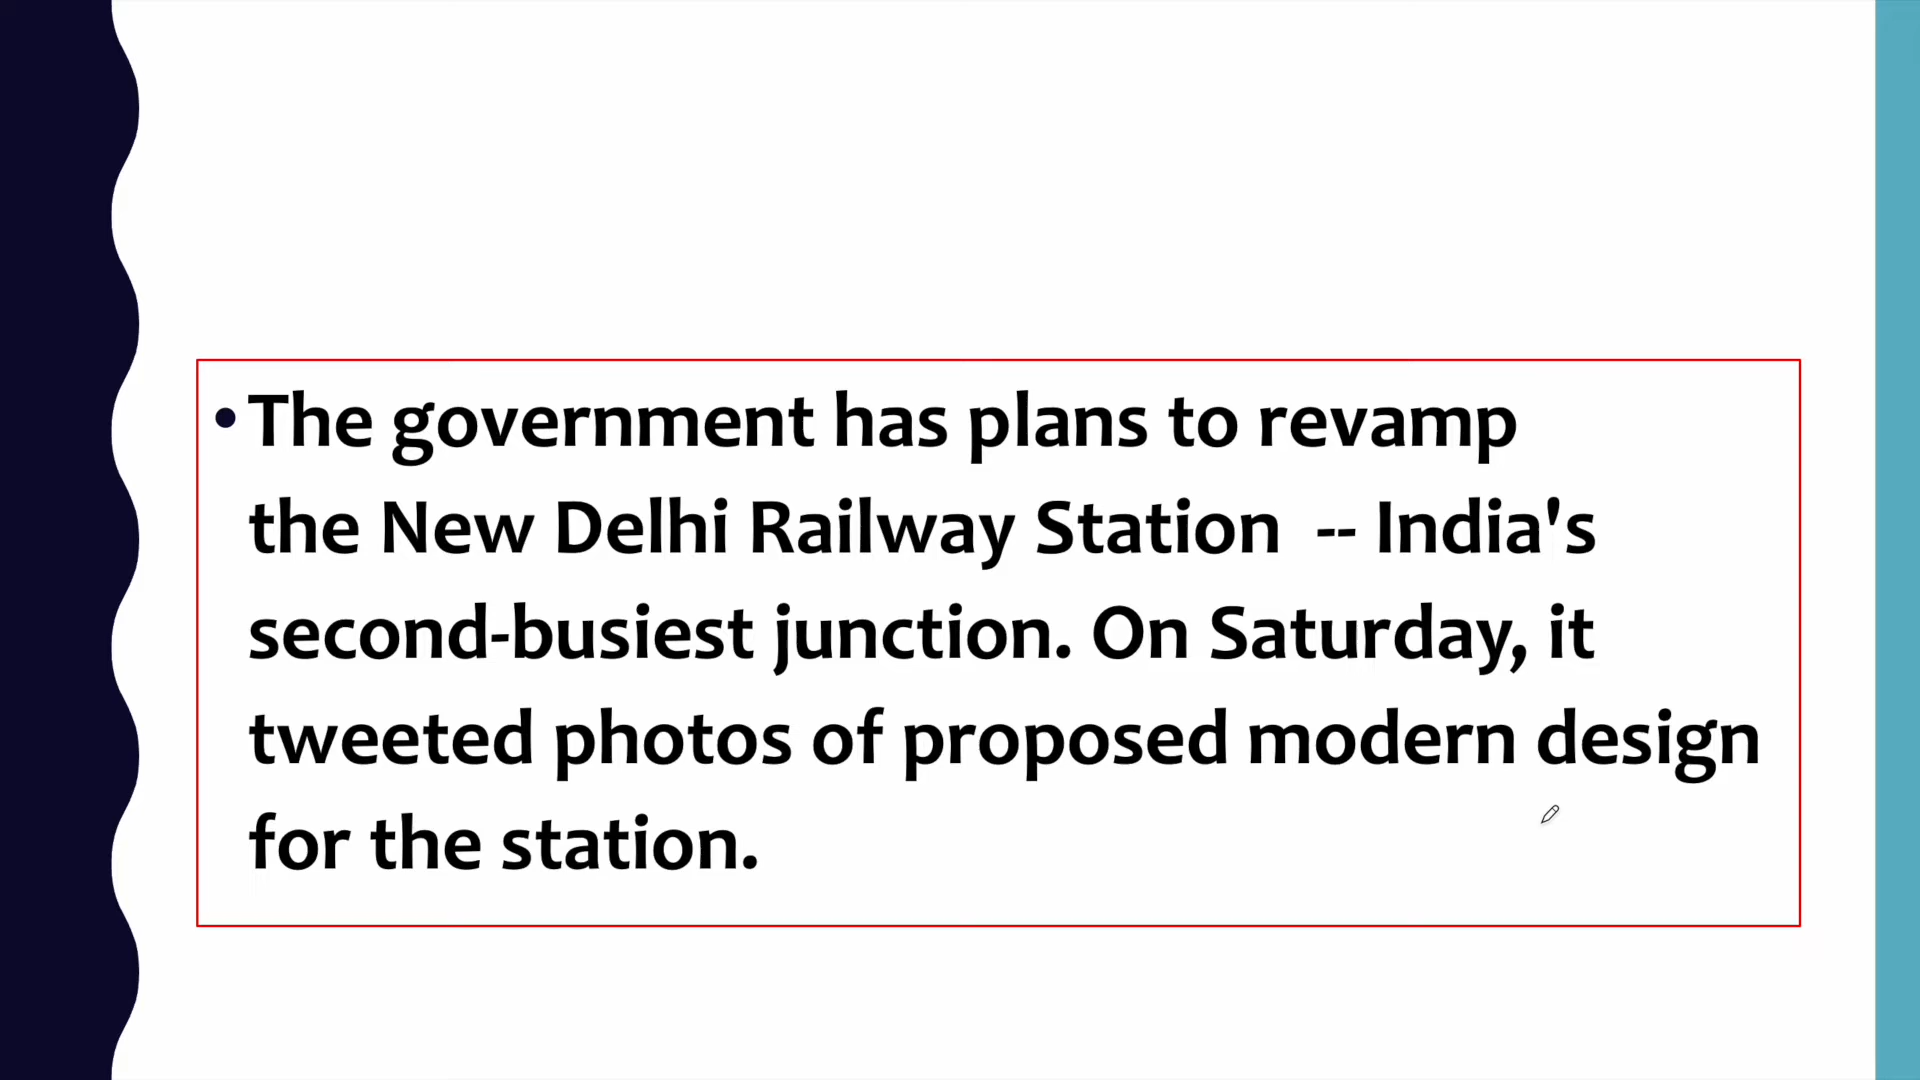 • The government has plans to revamp
the New Delhi Railway Station -- India's
second-busiest junction. On Saturday, it
tweeted photos of proposed modern design
for the station.